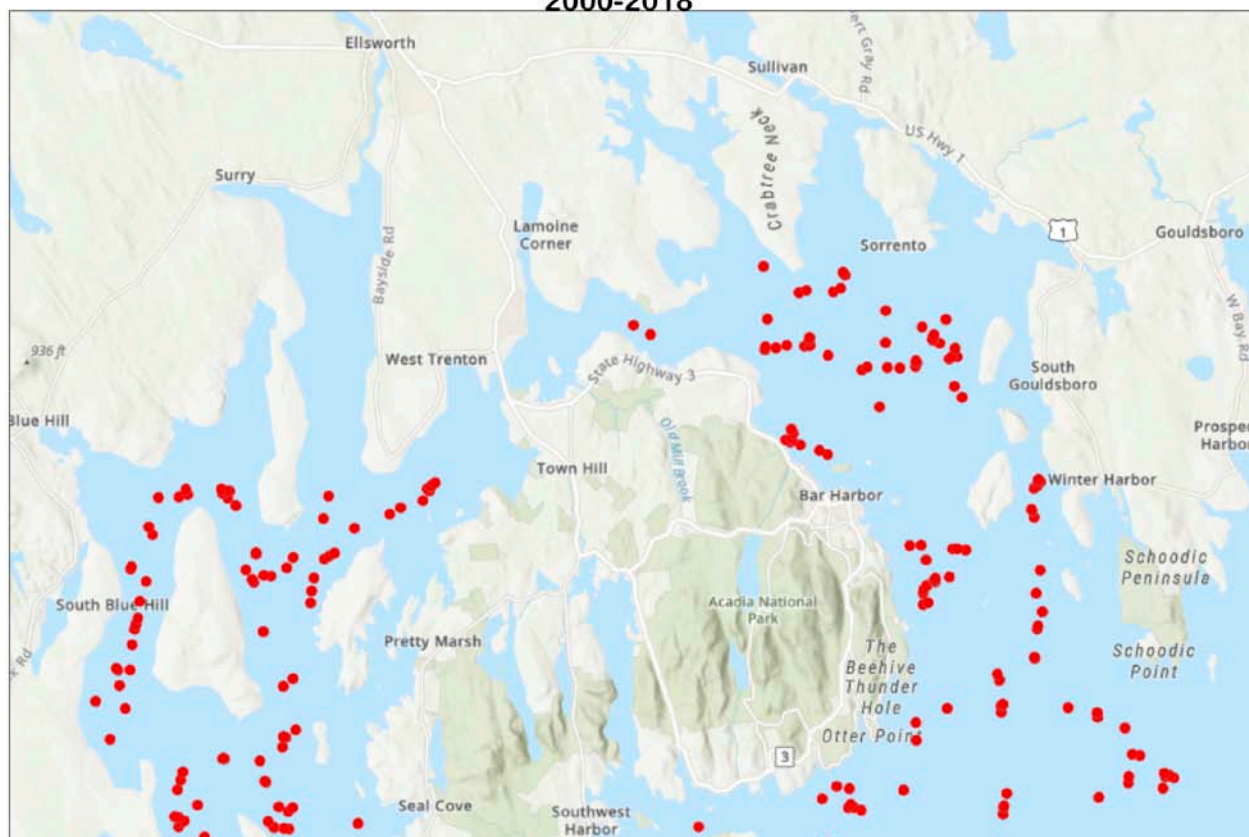 2000-2018
Ellsworth
Sullivan
Crabtree Neck
US Hwy 1
Surry
Bayside Rd
Lamoine
Corner
Sorrento
1
Gouldsboro
W Bay Rd
936 ft
West Trenton
State Highway 3
South
Gouldsboro
Blue Hill
Old Mill Brook
Town Hill
Bar Harbor
Winter Harbor
Schoodic
Peninsula
South Blue Hill
Acadia National
Park
Pretty Marsh
The
Beehive
Thunder
Hole
Schoodic
Point
Otter Point
3
Seal Cove
Southwest
Harbor